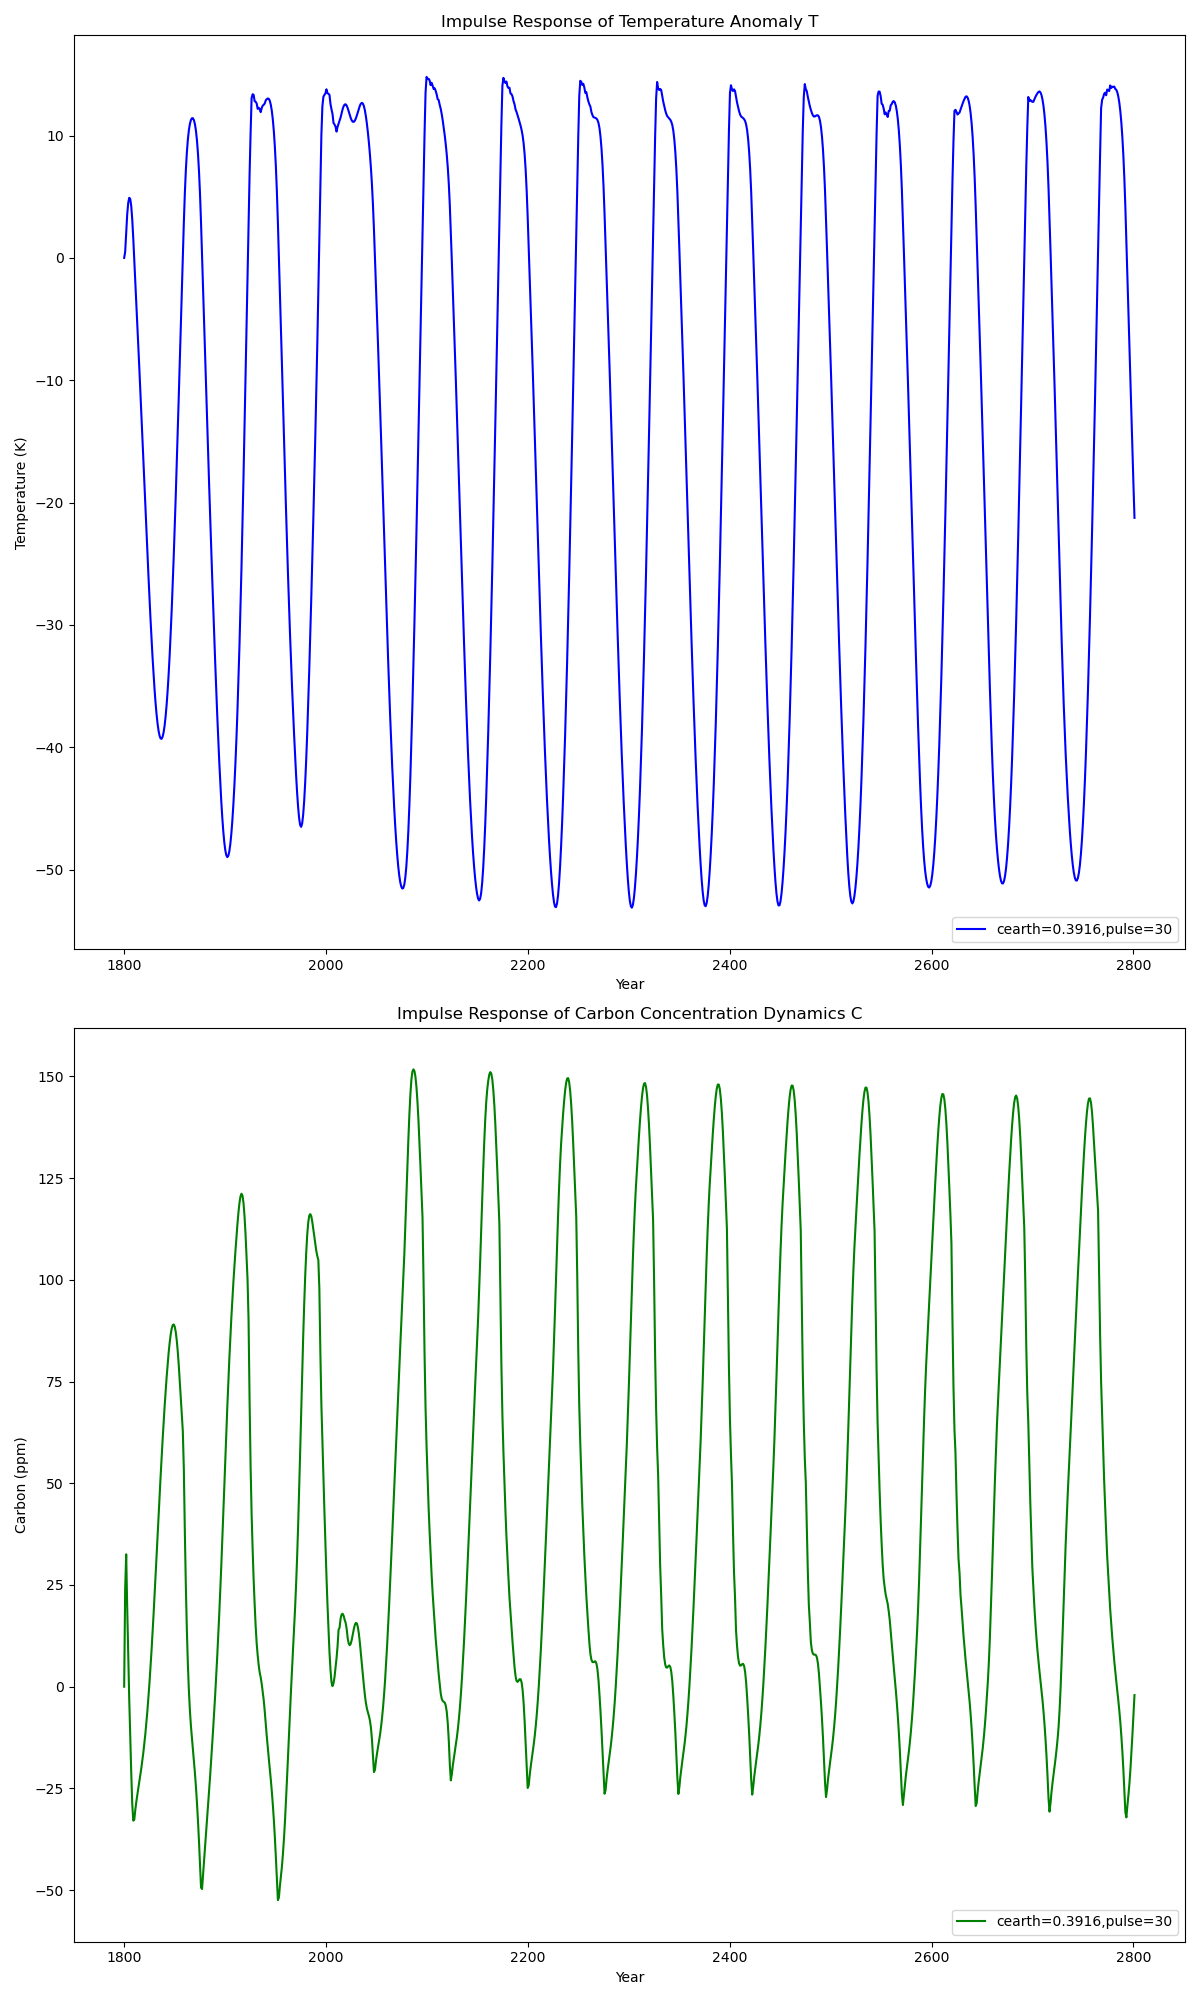 Impulse Response of Temperature Anomaly T
10
0
−10
−20
−30
−40
−50
Temperature (K)
cearth=0.3916,pulse=30
1800 2000 2200 2400 2600 2800
Year
Impulse Response of Carbon Concentration Dynamics C
150
125
100
75
50
25
0
−25
−50
Carbon (ppm)
cearth=0.3916,pulse=30
1800 2000 2200 2400 2600 2800
Year